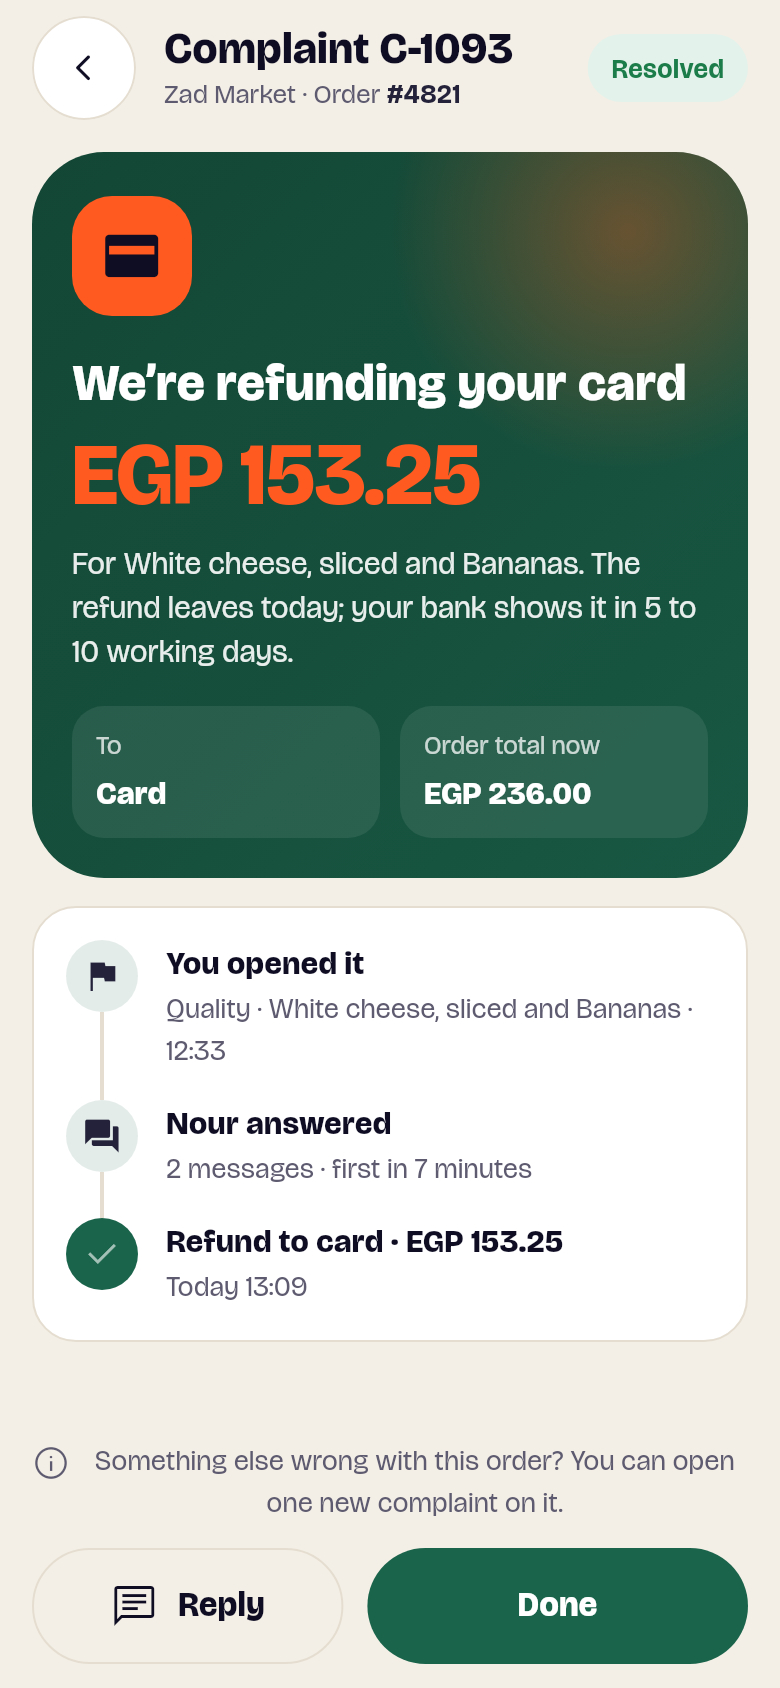 Complaint C-1093
Zad Market · Order #4821
Resolved
We're refunding your card
EGP 153.25
For White cheese, sliced and Bananas. The
refund leaves today; your bank shows it in 5 to
10 working days.
To
Card
Order total now
EGP 236.00
You opened it
Quality · White cheese, sliced and Bananas ·
12:33
Nour answered
2 messages · first in 7 minutes
Refund to card · EGP 153.25
Today 13:09
Something else wrong with this order? You can open
one new complaint on it.
Reply
Done